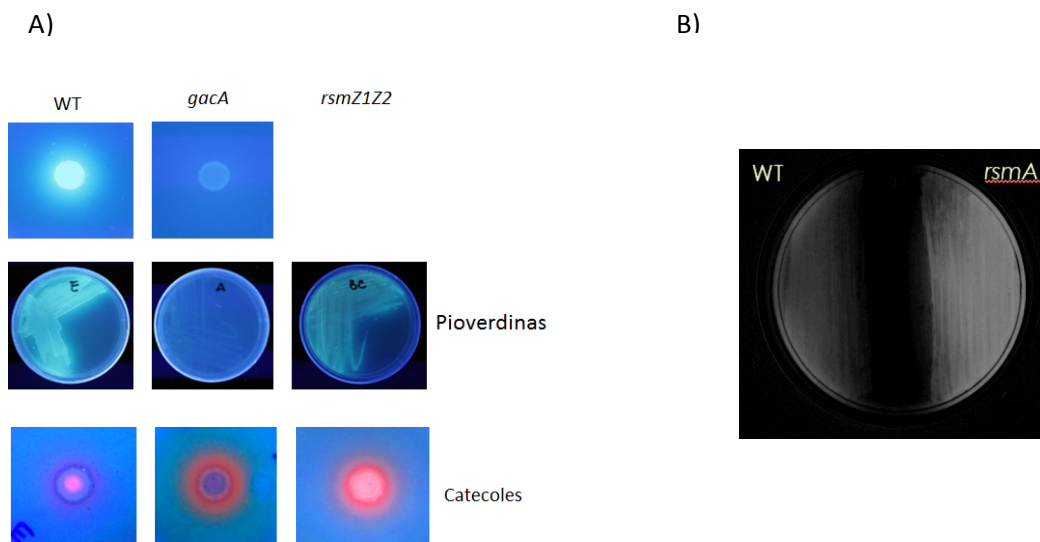 A)
B)
WT
gacA
rsmZ1Z2
E
A
BC
Pioverdinas
Catecoles
WT
rsmA